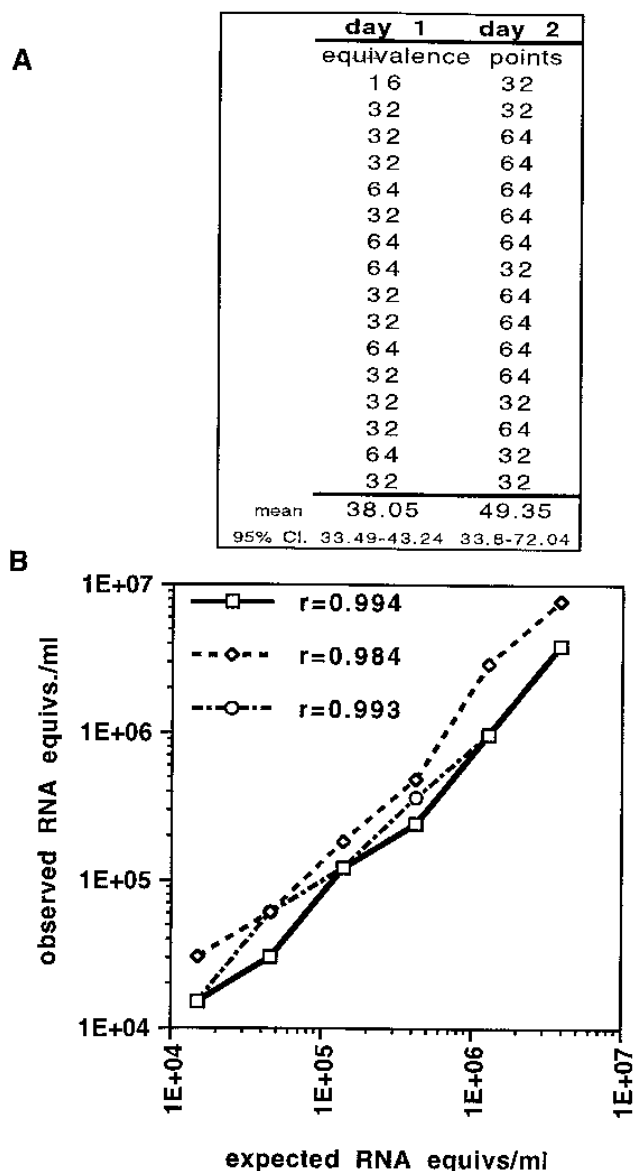 A
day 1 day 2
equivalence points
16 32
32 32
32 64
32 64
64 64
32 64
64 64
64 32
32 64
32 64
64 64
32 64
32 32
32 64
64 32
32 32
mean 38.05 49.35
95% CI. 33.49-43.24 33.8-72.04
B
1E+07
r=0.994
r=0.984
r=0.993
1E+06
observed RNA equivs./ml
1E+05
1E+04
1E+04 1E+05 1E+06 1E+07
expected RNA equivs/ml